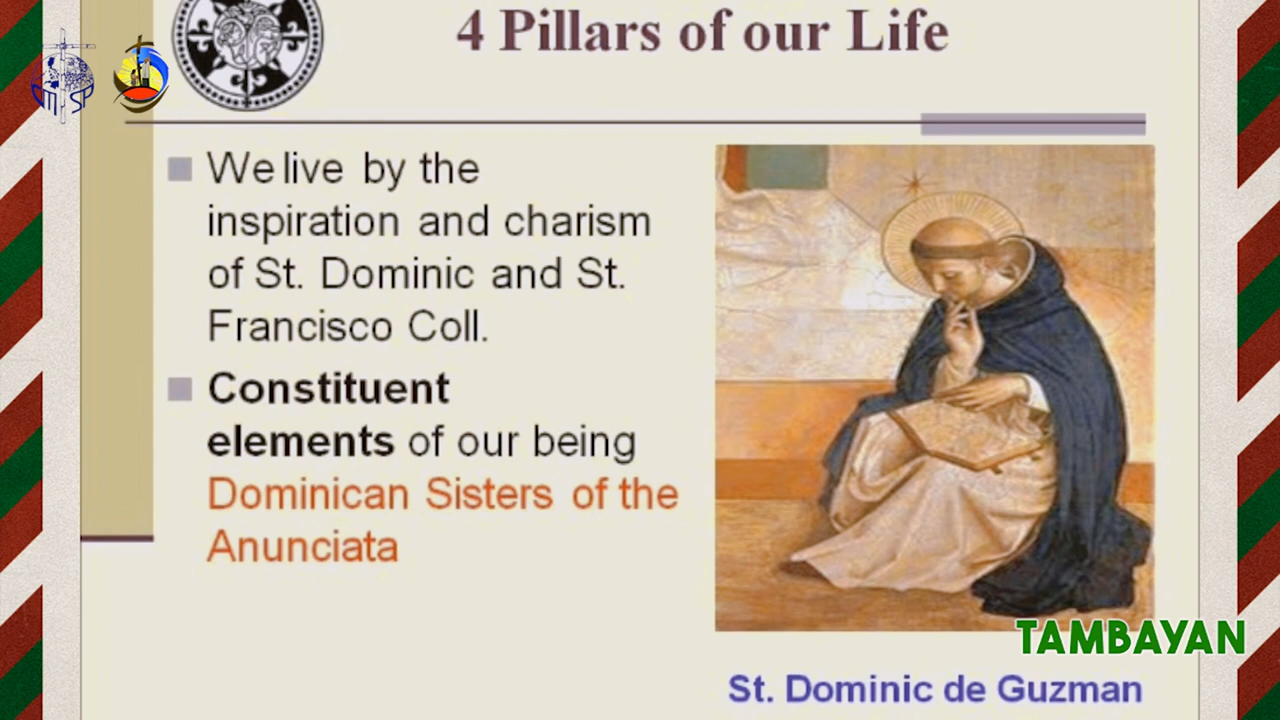 4 Pillars of our Life
We live by the
inspiration and charism
of St. Dominic and St.
Francisco Coll.
Constituent
elements of our being
Dominican Sisters of the
Anunciata
TAMBAYAN
St. Dominic de Guzman